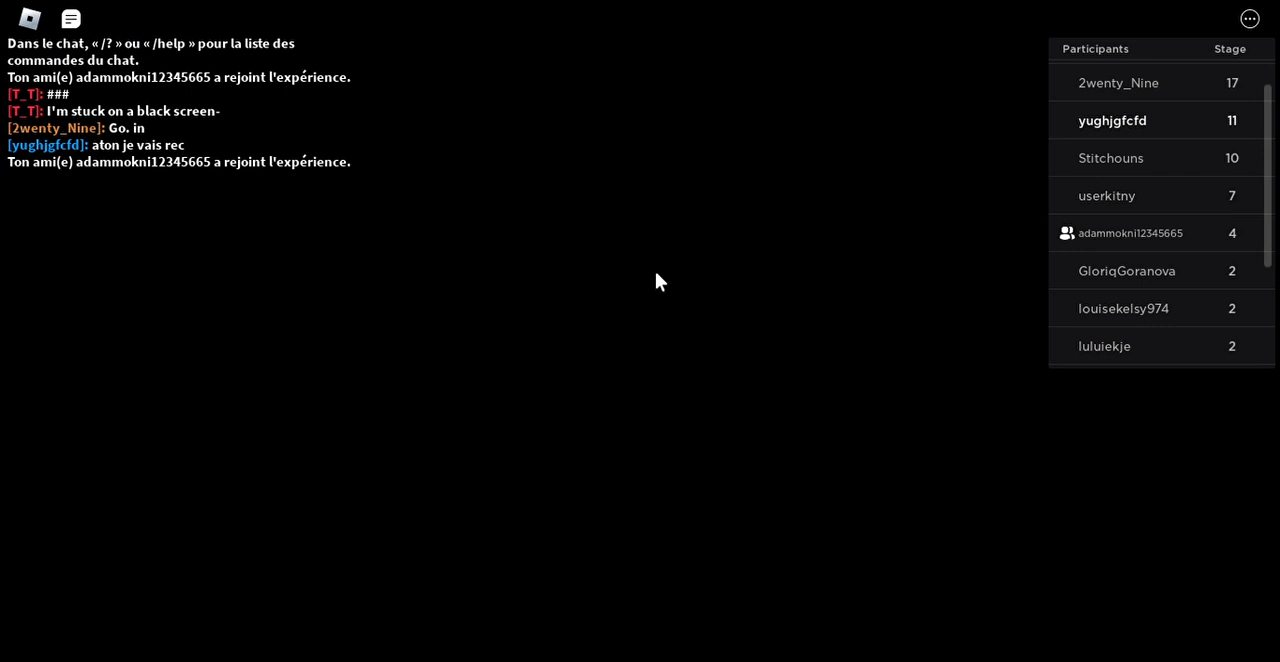 Dans le chat, « /? » ou « /help » pour la liste des
commandes du chat.
Ton ami(e) adammokni12345665 a rejoint l'expérience.
[T_T]: ###
[T_T]: I'm stuck on a black screen-
[2wenty_Nine]: Go. in
[yughjgfcfd]: aton je vais rec
Ton ami(e) adammokni12345665 a rejoint l'expérience.
Participants Stage
2wenty_Nine 17
yughjgfcfd 11
Stitchouns 10
userkitny 7
adammokni12345665 4
GloriqGoranova 2
louisekelsy974 2
luluiekje 2